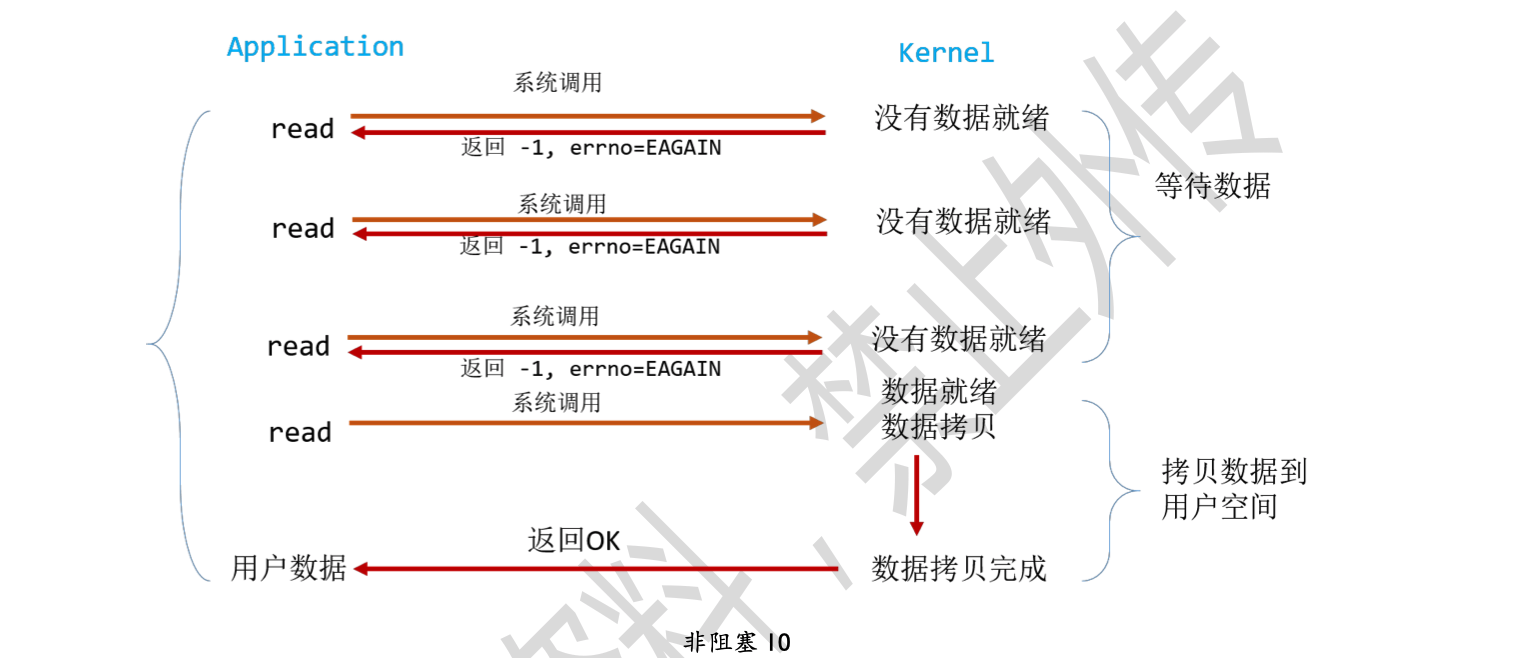 Application
Kernel
系统调用
read
没有数据就绪
返回 -1, errno=EAGAIN
等待数据
系统调用
read
没有数据就绪
返回 -1, errno=EAGAIN
系统调用
read
没有数据就绪
返回 -1, errno=EAGAIN
数据就绪
系统调用
read
数据拷贝
拷贝数据到
用户空间
返回OK
用户数据
数据拷贝完成
非阻塞 IO
资料，禁止外传